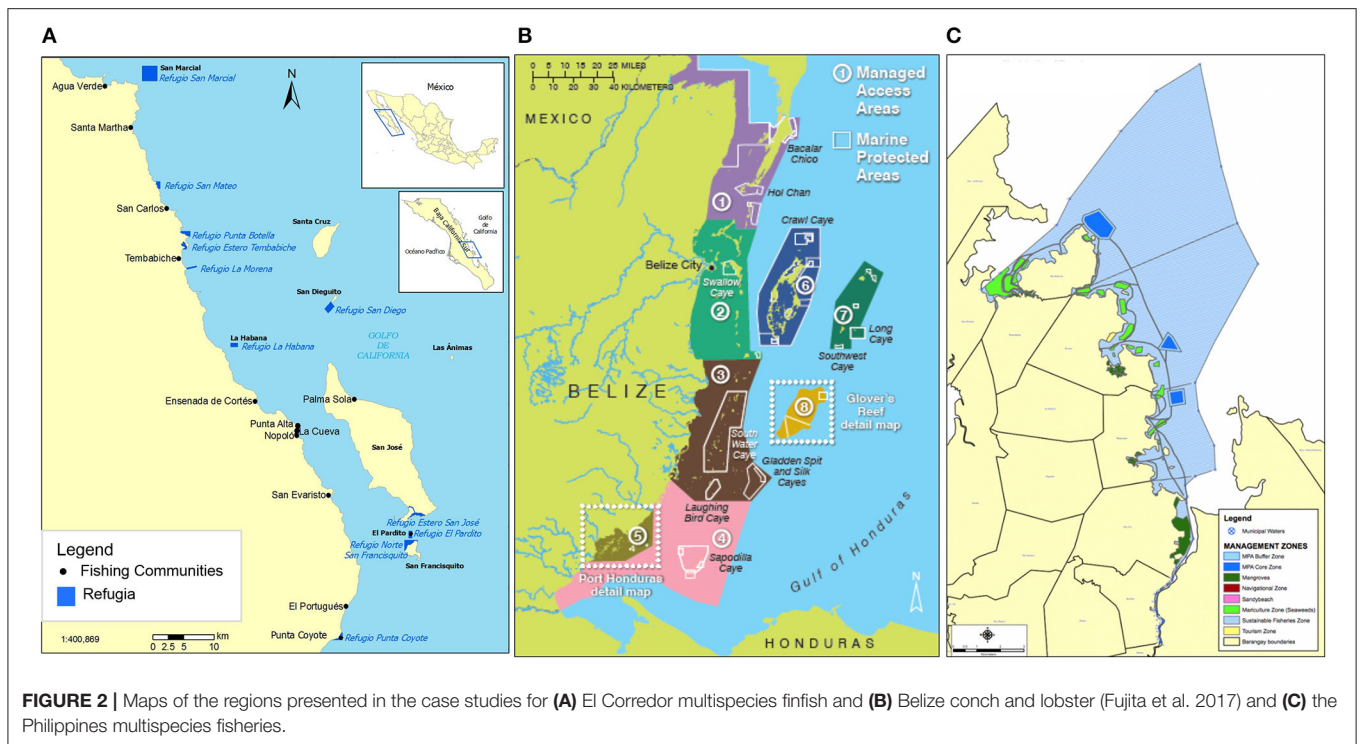 A
San Marcial
Refugio San Marcial
Agua Verde
N
México
Santa Martha
Refugio San Mateo
San Carlos
Santa Cruz
Baja California Sur
Golfo
de
California
Océano Pacífico
Refugio Punta Botella
Refugio Estero Tembabiche
Tembabiche
Refugio La Morena
San Dieguito
Refugio San Diego
La Habana
Refugio La Habana
GOLFO
DE
CALIFORNIA
Las Ánimas
Ensenada de Cortés
Palma Sola
Punta Alta
La Cueva
Nopoló
San José
San Evaristo
Refugio Estero San José
El Pardito
Refugio El Pardito
Refugio Norte
San Francisquito
San Francisquito
Legend
Fishing Communities
Refugia
El Portugués
1:400,869
km
0 2.5 5 10
Punta Coyote
Refugio Punta Coyote
B
0 5 10 15 20 25 MILES
0 10 20 30 40 KILOMETERS
1 Managed
Access
Areas
MEXICO
Marine
Protected
Areas
Bacalar
Chico
Hol Chan
1
Crawl Caye
Belize City
Swallow
Caye
6
2
7
Long
Caye
Southwest
Caye
3
BELIZE
8
Glover's
Reef
detail map
South
Water
Caye
Gladden Spit
and Silk
Cayes
Laughing
Bird Caye
5
4
Sapodilla
Caye
Port Honduras
detail map
Gulf of Honduras
N
HONDURAS
C
Legend
Municipal Waters
MANAGEMENT ZONES
MPA Buffer Zone
MPA Core Zone
Mangroves
Navigational Zone
Sandybeach
Mariculture Zone (Seaweeds)
Sustainable Fisheries Zone
Tourism Zone
Barangay boundaries
FIGURE 2 | Maps of the regions presented in the case studies for (A) El Corredor multispecies finfish and (B) Belize conch and lobster (Fujita et al. 2017) and (C) the
Philippines multispecies fisheries.